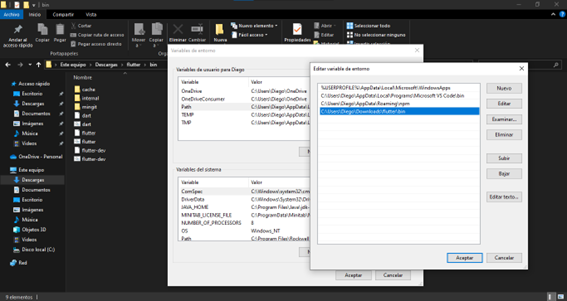 bin
Archivo Inicio Compartir Vista
Anclar al acceso rápido
Copiar
Pegar
Cortar
Copiar ruta de acceso
Pegar acceso directo
Mover a
Copiar a
Eliminar
Cambiar nombre
Nueva carpeta
Nuevo elemento
Fácil acceso
Propiedades
Abrir
Editar
Historial
Seleccionar todo
No seleccionar ninguno
Invertir selección
Portapapeles
Este equipo > Descargas > flutter > bin
Acceso rápido
Escritorio
Descargas
Documentos
Imágenes
Música
Videos
OneDrive - Personal
Este equipo
Descargas
Documentos
Escritorio
Imágenes
Música
Objetos 3D
Videos
Disco local (C:)
Red
9 elementos
cache
internal
mingit
dart
dart
flutter
flutter
flutter-dev
flutter-dev
Variables de entorno
Variables de usuario para Diego
Variable Valor
OneDrive C:\Users\Diego\OneDrive
OneDriveConsumer C:\Users\Diego\OneDrive
Path C:\Users\Diego\AppData\L
TEMP C:\Users\Diego\AppData\L
TMP C:\Users\Diego\AppData\L
Variables del sistema
Variable Valor
ComSpec C:\Windows\system32\cm
DriverData C:\Windows\System32\Dri
JAVA_HOME C:\Program Files\Java\jdk-
MINITAB_LICENSE_FILE C:\ProgramData\Minitab\
NUMBER_OF_PROCESSORS 8
OS Windows_NT
Path C:\Program Files\Rockwell
Aceptar Cancelar
Editar variable de entorno
%USERPROFILE%\AppData\Local\Microsoft\WindowsApps
C:\Users\Diego\AppData\Local\Programs\Microsoft VS Code\bin
C:\Users\Diego\AppData\Roaming\npm
C:\Users\Diego\Downloads\flutter\bin
Nuevo
Editar
Examinar...
Eliminar
Subir
Bajar
Editar texto...
Aceptar Cancelar